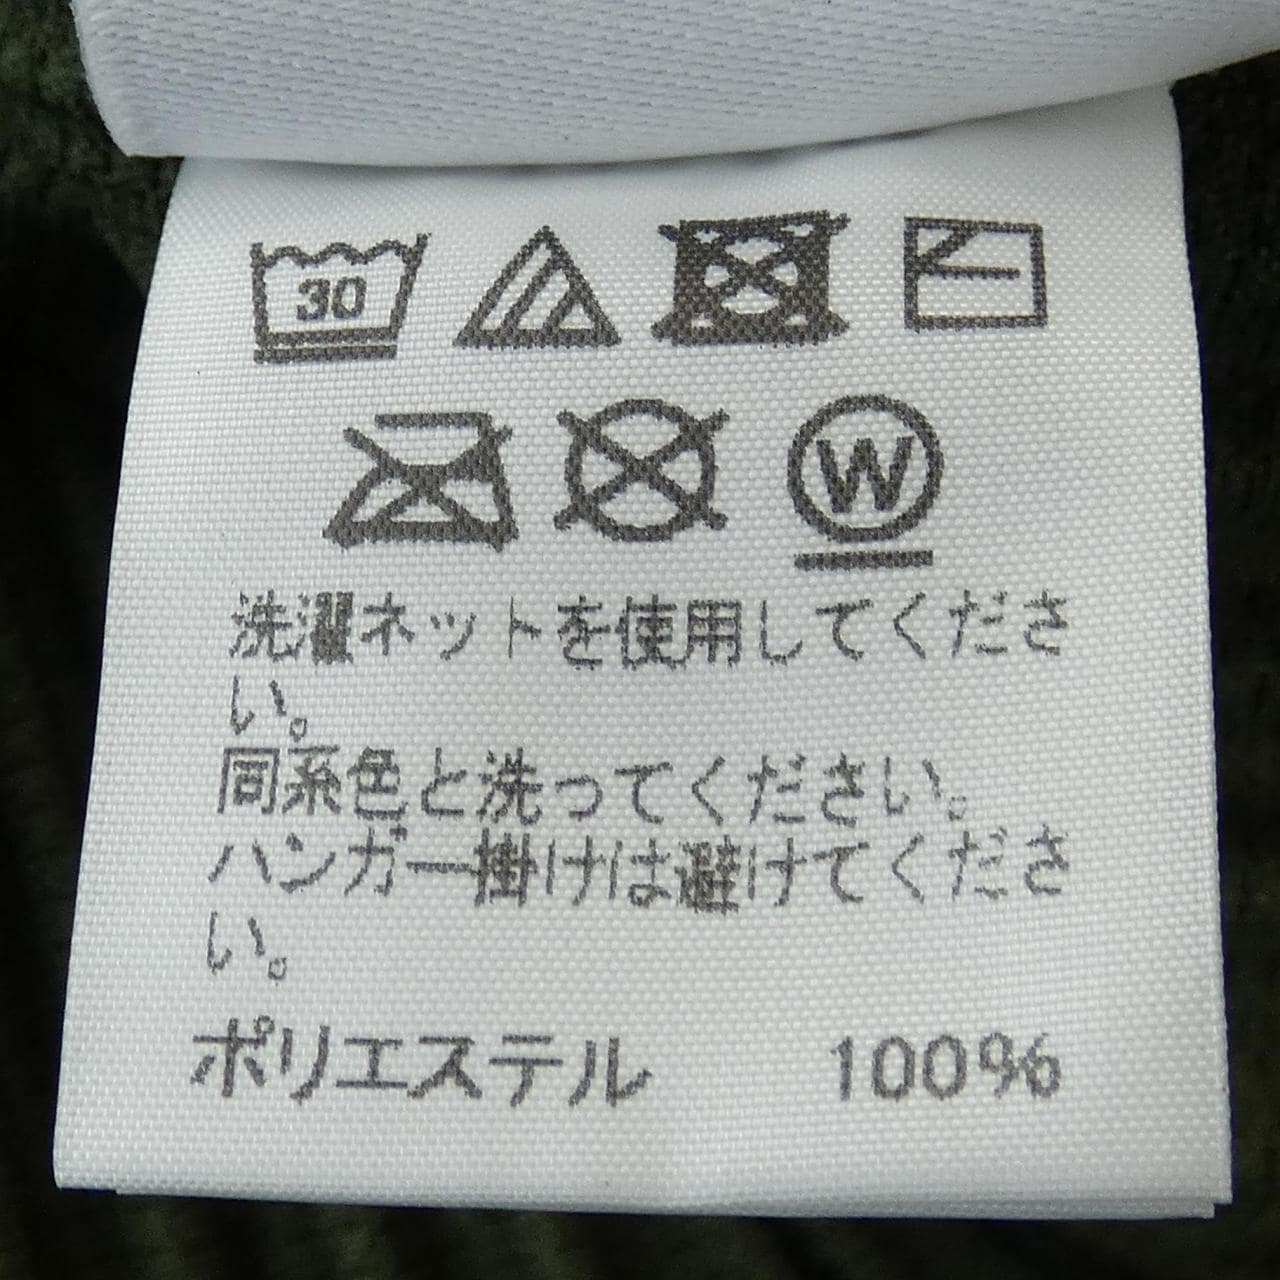 30
W
洗濯ネットを使用してくださ
い。
同系色と洗ってください。
ハンガー掛けは避けてくださ
い。
ポリエステル 100%